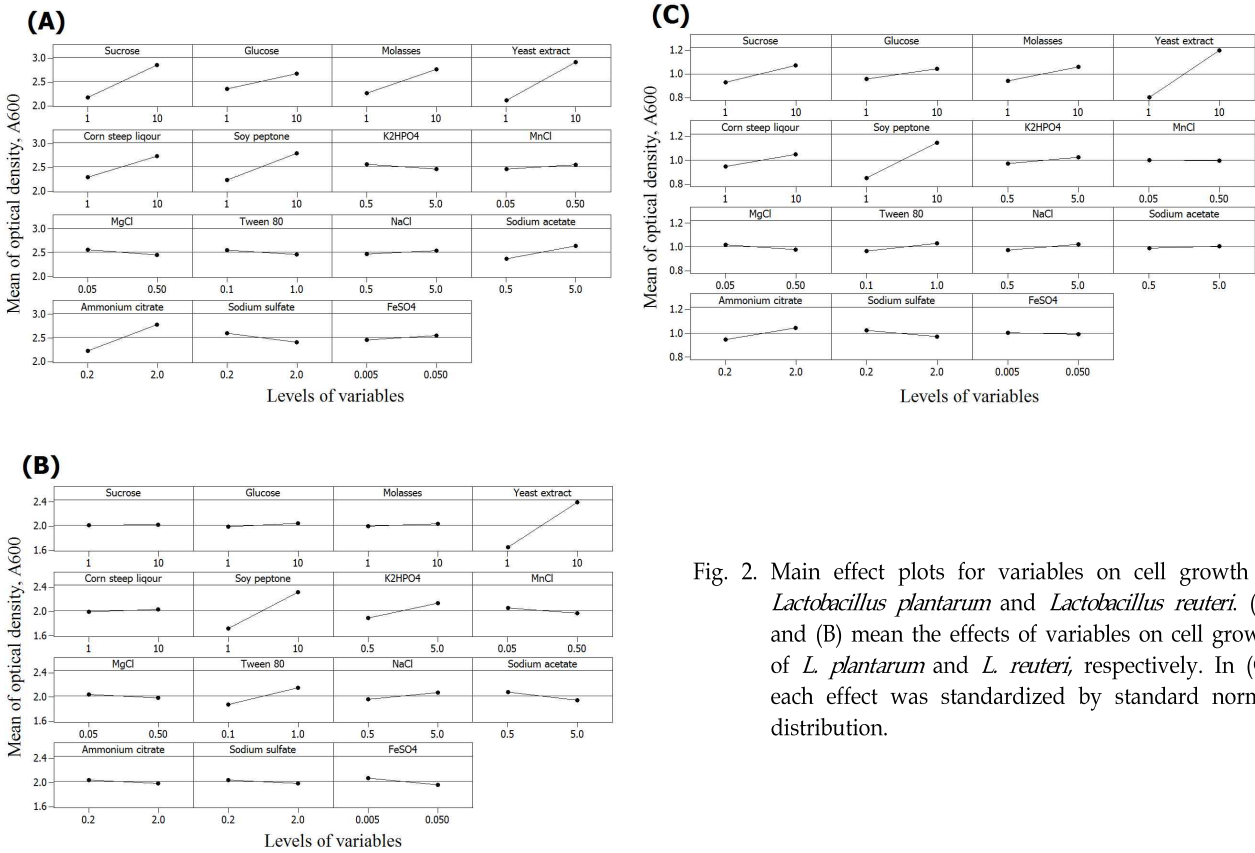 (A)
Sucrose Glucose Molasses Yeast extract
3.0
2.5
2.0
1 10 1 10 1 10 1 10
Corn steep liqour Soy peptone K2HPO4 MnCl
3.0
2.5
2.0
1 10 1 10 0.5 5.0 0.05 0.50
MgCl Tween 80 NaCl Sodium acetate
3.0
2.5
2.0
0.05 0.50 0.1 1.0 0.5 5.0 0.5 5.0
Ammonium citrate Sodium sulfate FeSO4
3.0
2.5
2.0
0.2 2.0 0.2 2.0 0.005 0.050
Mean of optical density, A600
Levels of variables
(C)
Sucrose Glucose Molasses Yeast extract
1.2
1.0
0.8
1 10 1 10 1 10 1 10
Corn steep liqour Soy peptone K2HPO4 MnCl
1.2
1.0
0.8
1 10 1 10 0.5 5.0 0.05 0.50
MgCl Tween 80 NaCl Sodium acetate
1.2
1.0
0.8
0.05 0.50 0.1 1.0 0.5 5.0 0.5 5.0
Ammonium citrate Sodium sulfate FeSO4
1.2
1.0
0.8
0.2 2.0 0.2 2.0 0.005 0.050
Mean of optical density, A600
Levels of variables
(B)
Sucrose Glucose Molasses Yeast extract
2.4
2.0
1.6
1 10 1 10 1 10 1 10
Corn steep liqour Soy peptone K2HPO4 MnCl
2.4
2.0
1.6
1 10 1 10 0.5 5.0 0.05 0.50
MgCl Tween 80 NaCl Sodium acetate
2.4
2.0
1.6
0.05 0.50 0.1 1.0 0.5 5.0 0.5 5.0
Ammonium citrate Sodium sulfate FeSO4
2.4
2.0
1.6
0.2 2.0 0.2 2.0 0.005 0.050
Mean of optical density, A600
Levels of variables
Fig. 2. Main effect plots for variables on cell growth
Lactobacillus plantarum and Lactobacillus reuteri.
and (B) mean the effects of variables on cell
of L. plantarum and L. reuteri, respectively. In
each effect was standardized by standard
distribution.